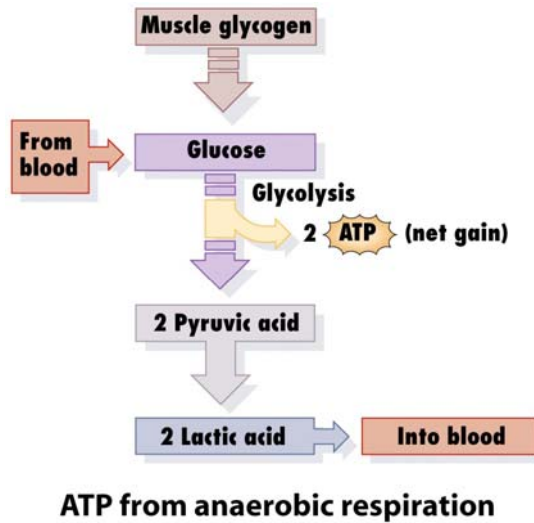 Muscle glycogen
From
blood
Glucose
Glycolysis
2 ATP (net gain)
2 Pyruvic acid
2 Lactic acid
Into blood
ATP from anaerobic respiration